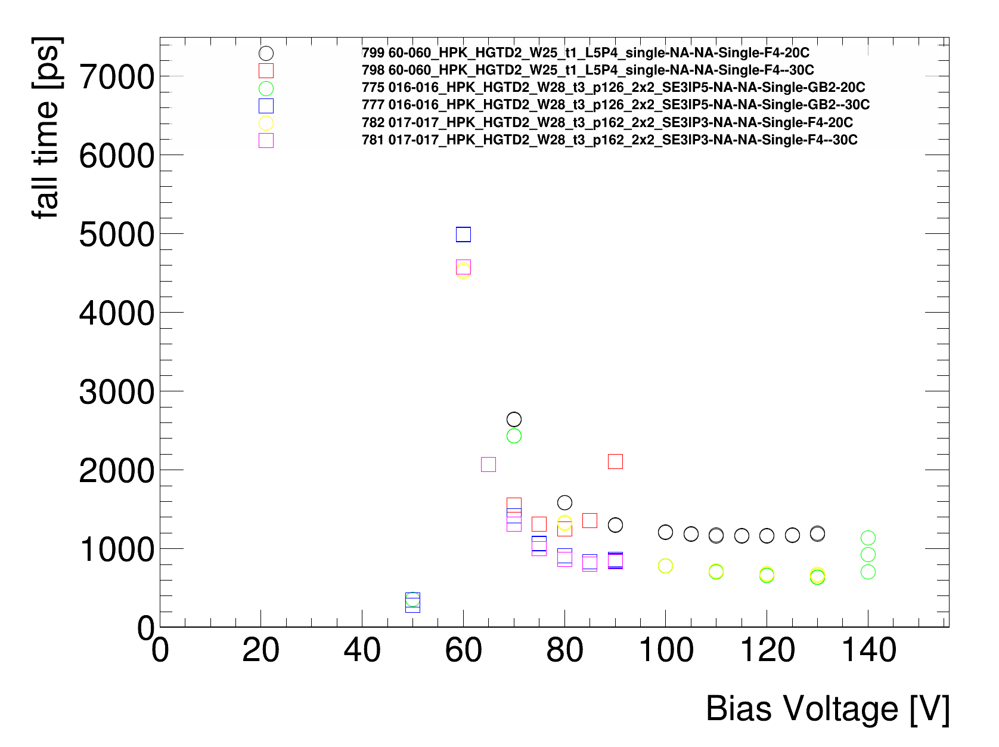 fall time [ps]
7000
6000
5000
4000
3000
2000
1000
0
799 60-060_HPK_HGTD2_W25_t1_L5P4_single-NA-NA-Single-F4-20C
798 60-060_HPK_HGTD2_W25_t1_L5P4_single-NA-NA-Single-F4--30C
775 016-016_HPK_HGTD2_W28_t3_p126_2x2_SE3IP5-NA-NA-Single-GB2-20C
777 016-016_HPK_HGTD2_W28_t3_p126_2x2_SE3IP5-NA-NA-Single-GB2--30C
782 017-017_HPK_HGTD2_W28_t3_p162_2x2_SE3IP3-NA-NA-Single-F4-20C
781 017-017_HPK_HGTD2_W28_t3_p162_2x2_SE3IP3-NA-NA-Single-F4--30C
0 20 40 60 80 100 120 140
Bias Voltage [V]